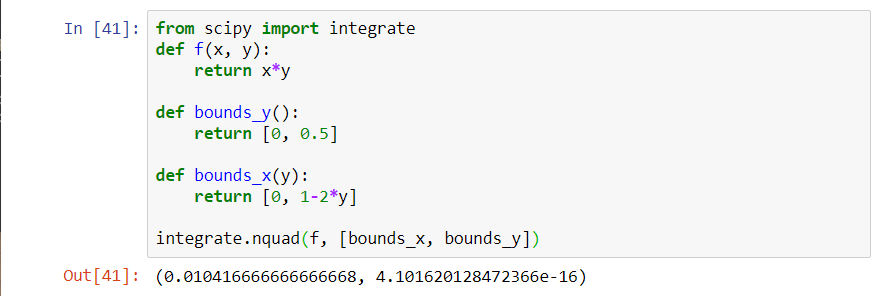 In [41]: from scipy import integrate
def f(x, y):
    return x*y

def bounds_y():
    return [0, 0.5]

def bounds_x(y):
    return [0, 1-2*y]

integrate.nquad(f, [bounds_x, bounds_y])
Out[41]: (0.010416666666666668, 4.101620128472366e-16)